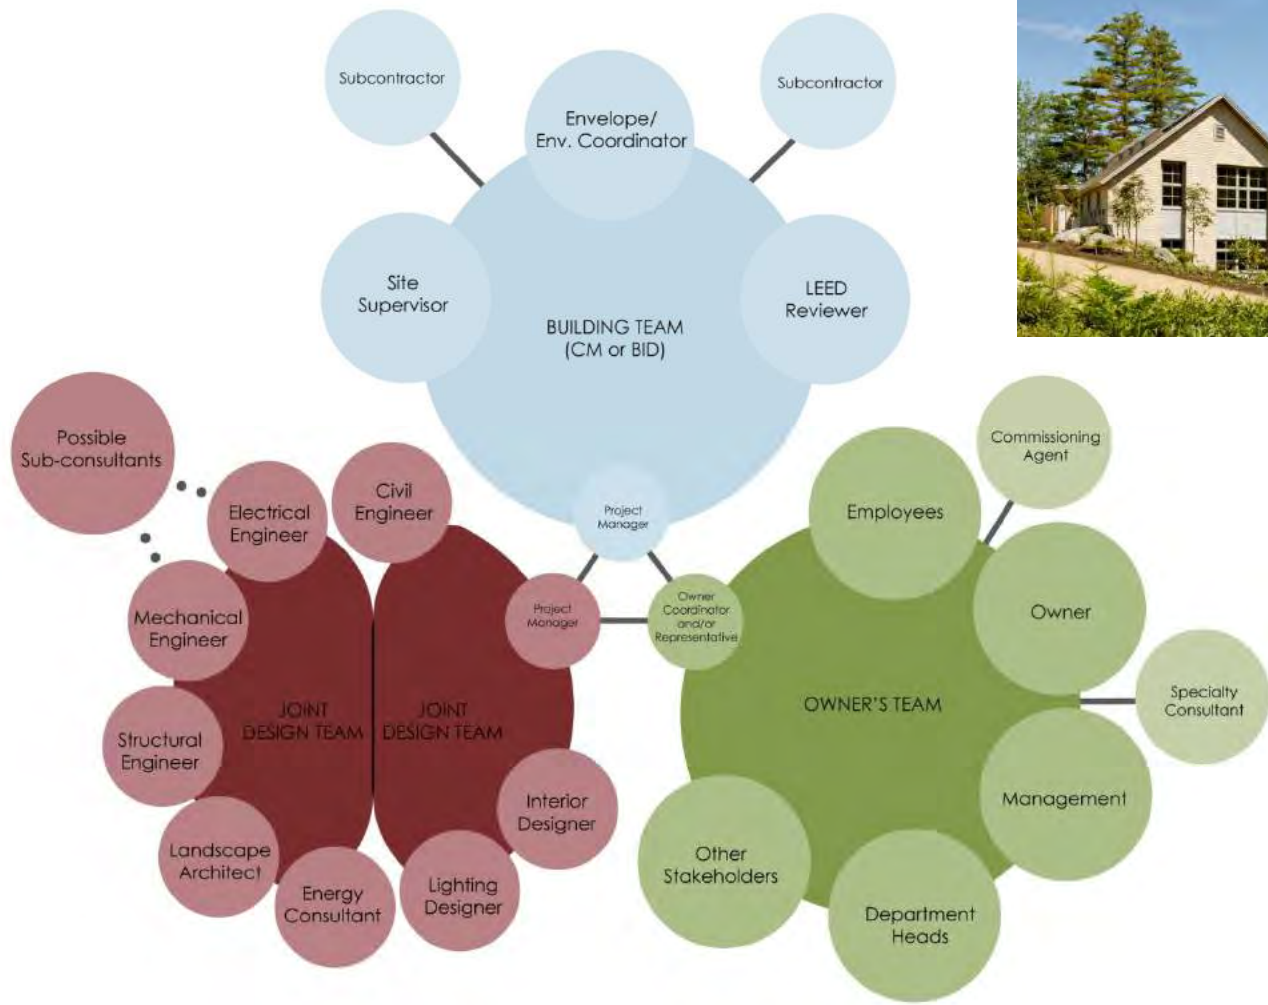 Subcontractor
Subcontractor
Envelope/
Env. Coordinator
Site
Supervisor
LEED
Reviewer
BUILDING TEAM
(CM or BID)
Project
Manager
Possible
Sub-consultants
Electrical
Engineer
Civil
Engineer
Mechanical
Engineer
Project
Manager
Structural
Engineer
JOINT
DESIGN TEAM
JOINT
DESIGN TEAM
Landscape
Architect
Energy
Consultant
Lighting
Designer
Interior
Designer
Owner
Coordinator
and/or
Representative
Employees
Commissioning
Agent
Owner
OWNER'S TEAM
Specialty
Consultant
Management
Other
Stakeholders
Department
Heads